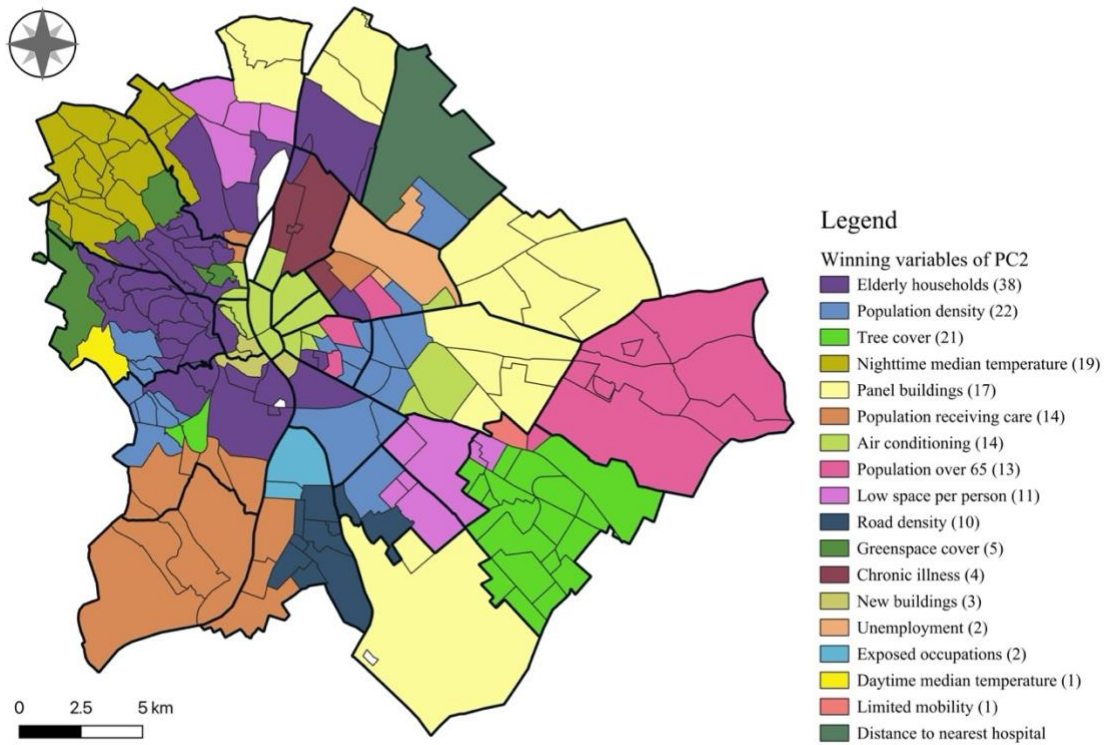 Legend
Winning variables of PC2
Elderly households (38)
Population density (22)
Tree cover (21)
Nighttime median temperature (19)
Panel buildings (17)
Population receiving care (14)
Air conditioning (14)
Population over 65 (13)
Low space per person (11)
Road density (10)
Greenspace cover (5)
Chronic illness (4)
New buildings (3)
Unemployment (2)
Exposed occupations (2)
Daytime median temperature (1)
Limited mobility (1)
Distance to nearest hospital
0 2.5 5 km